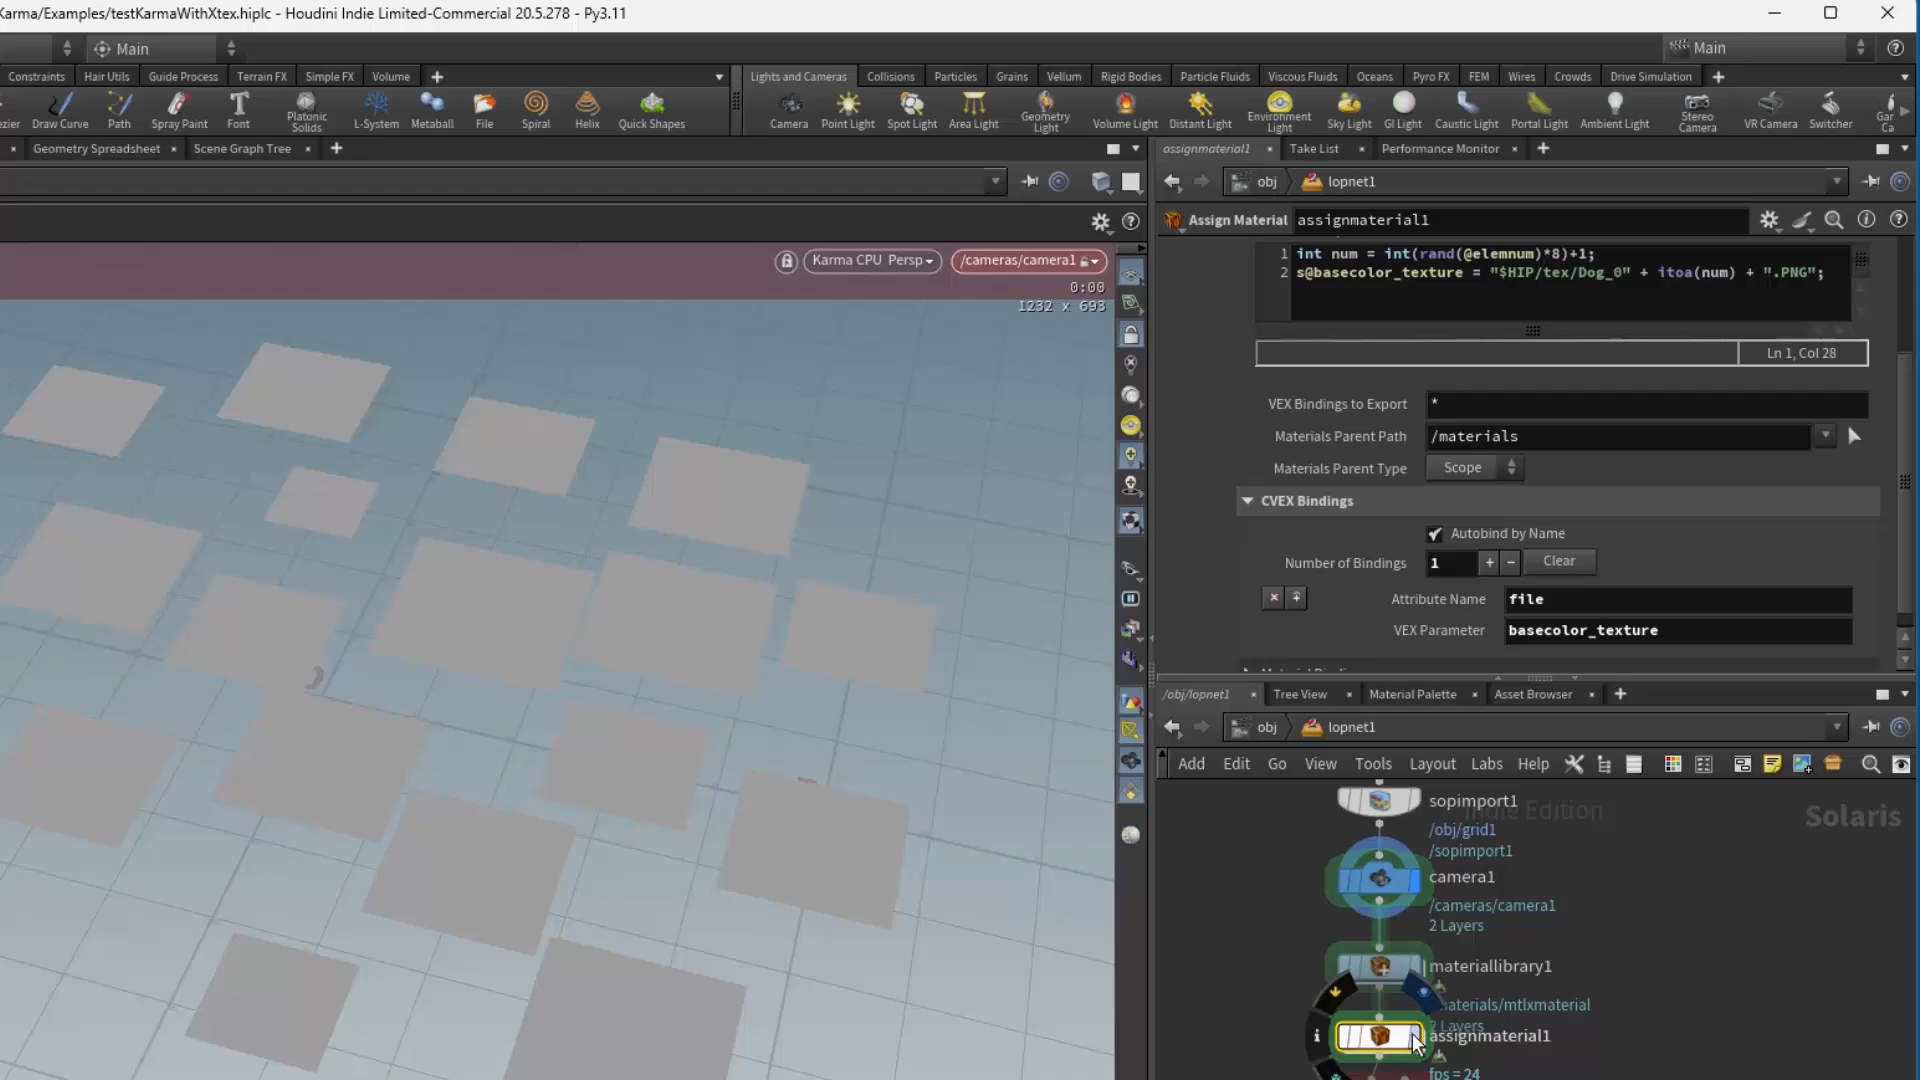 Karma/Examples/testKarmaWithXtex.hiplc - Houdini Indie Limited-Commercial 20.5.278 - Py3.11
Main
Main
Constraints Hair Utils Guide Process Terrain FX Simple FX Volume
Lights and Cameras Collisions Particles Grains Vellum Rigid Bodies Particle Fluids Viscous Fluids Oceans Pyro FX FEM Wires Crowds Drive Simulation
Draw Curve Path Spray Paint Font Platonic Solids L-System Metaball File Spiral Helix Quick Shapes
Camera Point Light Spot Light Area Light Geometry Light Volume Light Distant Light Environment Light Sky Light GI Light Caustic Light Portal Light Ambient Light Stereo Camera VR Camera Switcher
Geometry Spreadsheet Scene Graph Tree
assignmaterial1 Take List Performance Monitor
obj lopnet1
Assign Material assignmaterial1
Karma CPU Persp /cameras/camera1
0:00
1232 x 693
1 int num = int(rand(@elemnum)*8)+1;
2 s@basecolor_texture = "$HIP/tex/Dog_0" + itoa(num) + ".PNG";
Ln 1, Col 28
VEX Bindings to Export *
Materials Parent Path /materials
Materials Parent Type Scope
CVEX Bindings
Autobind by Name
Number of Bindings 1 + - Clear
Attribute Name file
VEX Parameter basecolor_texture
/obj/lopnet1 Tree View Material Palette Asset Browser
obj lopnet1
Add Edit Go View Tools Layout Labs Help
sopimport1
Edition
Solaris
/obj/grid1
/sopimport1
camera1
/cameras/camera1
2 Layers
materiallibrary1
aterials/mtlxmaterial
Layers
assignmaterial1
fps = 24